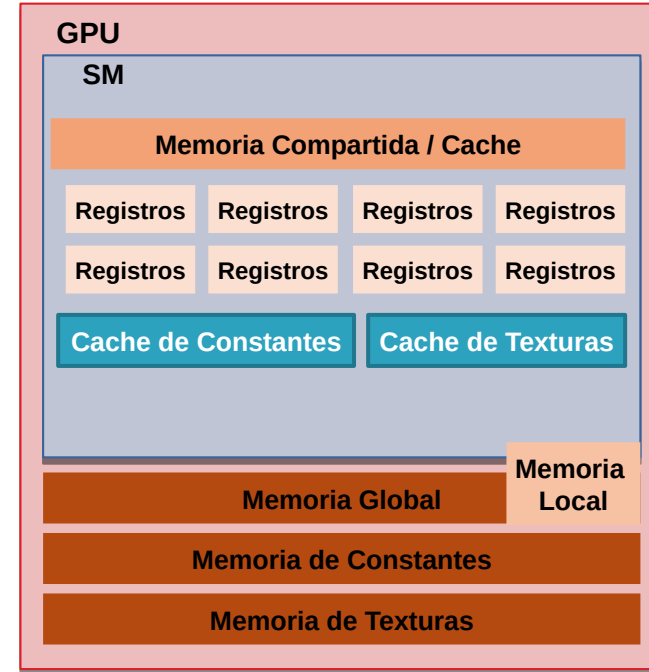 GPU
SM
Memoria Compartida / Cache
Registros Registros Registros Registros
Registros Registros Registros Registros
Cache de Constantes Cache de Texturas
Memoria
Local
Memoria Global
Memoria de Constantes
Memoria de Texturas